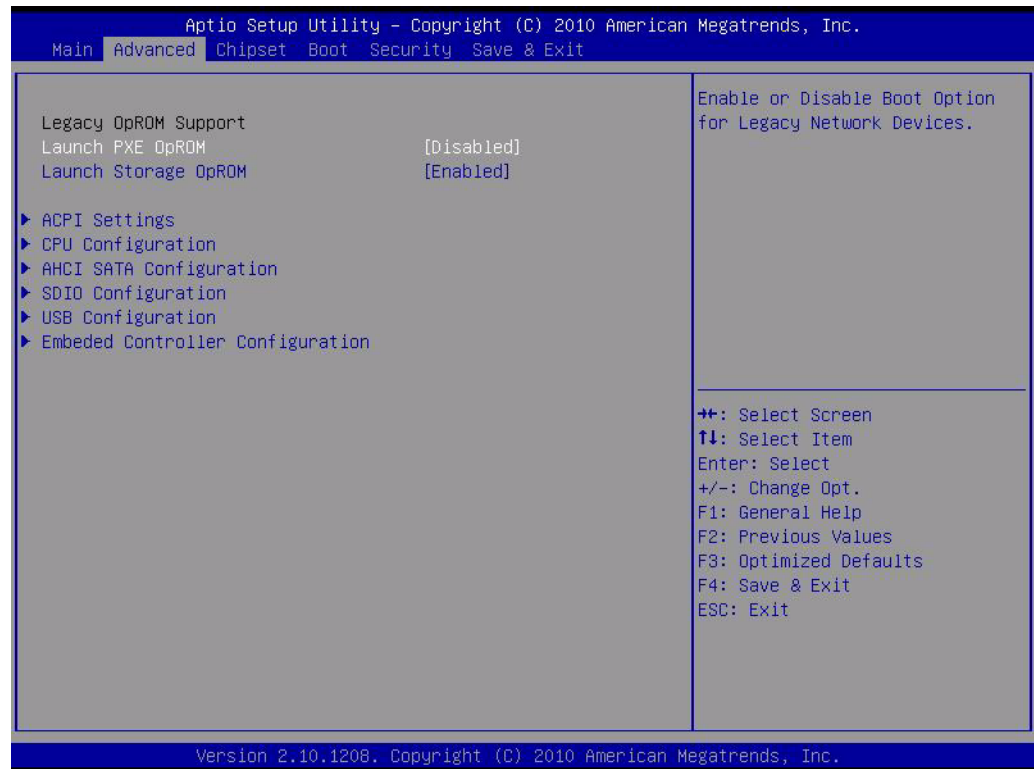 Aptio Setup Utility – Copyright (C) 2010 American Megatrends, Inc.
Main Advanced Chipset Boot Security Save & Exit
Legacy OpROM Support
Launch PXE OpROM [Disabled]
Launch Storage OpROM [Enabled]
ACPI Settings
CPU Configuration
AHCI SATA Configuration
SDIO Configuration
USB Configuration
Embeded Controller Configuration
Enable or Disable Boot Option
for Legacy Network Devices.
→←: Select Screen
↑↓: Select Item
Enter: Select
+/-: Change Opt.
F1: General Help
F2: Previous Values
F3: Optimized Defaults
F4: Save & Exit
ESC: Exit
Version 2.10.1208. Copyright (C) 2010 American Megatrends, Inc.